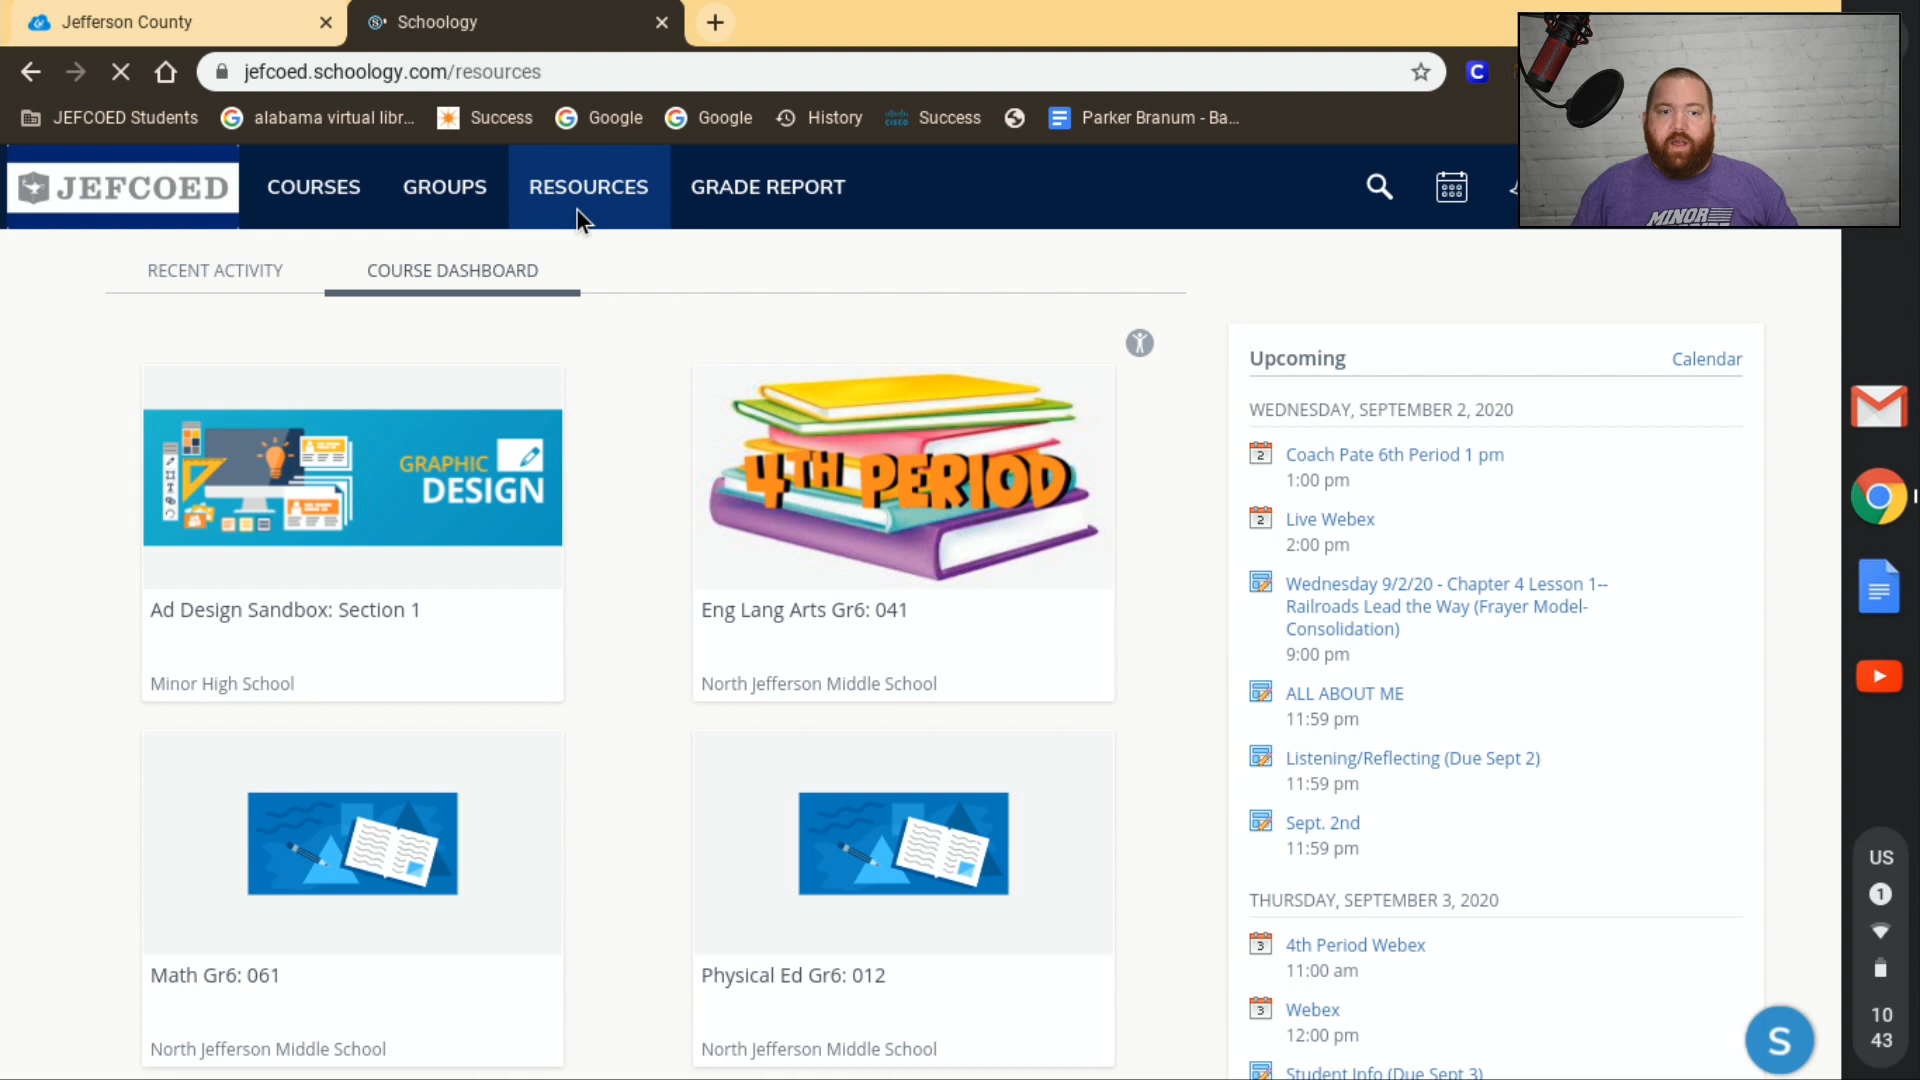 Jefferson County
Schoology
jefcoed.schoology.com/resources
JEFCOED Students
alabama virtual libr...
Success
Google
Google
History
Success
Parker Branum - Ba...
JEFCOED
COURSES
GROUPS
RESOURCES
GRADE REPORT
MINOR
RECENT ACTIVITY
COURSE DASHBOARD
GRAPHIC
DESIGN
Ad Design Sandbox: Section 1
Minor High School
4TH PERIOD
Eng Lang Arts Gr6: 041
North Jefferson Middle School
Math Gr6: 061
North Jefferson Middle School
Physical Ed Gr6: 012
North Jefferson Middle School
Upcoming
Calendar
WEDNESDAY, SEPTEMBER 2, 2020
2
Coach Pate 6th Period 1 pm
1:00 pm
2
Live Webex
2:00 pm
Wednesday 9/2/20 - Chapter 4 Lesson 1--
Railroads Lead the Way (Frayer Model-
Consolidation)
9:00 pm
ALL ABOUT ME
11:59 pm
Listening/Reflecting (Due Sept 2)
11:59 pm
Sept. 2nd
11:59 pm
THURSDAY, SEPTEMBER 3, 2020
3
4th Period Webex
11:00 am
3
Webex
12:00 pm
Student Info (Due Sept 3)
S
US
1
10
43